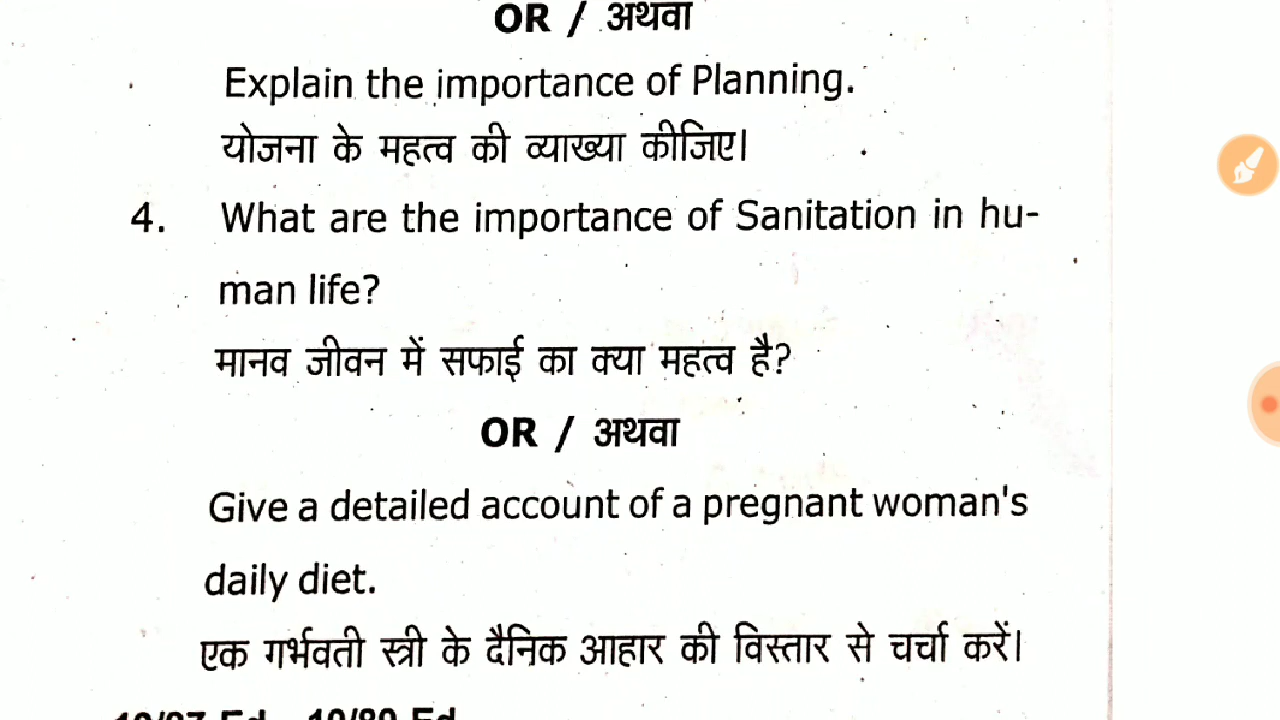 OR / अथवा
Explain the importance of Planning.
योजना के महत्व की व्याख्या कीजिए।
4. What are the importance of Sanitation in hu-
man life?
मानव जीवन में सफाई का क्या महत्व है?
OR / अथवा
Give a detailed account of a pregnant woman's
daily diet.
एक गर्भवती स्त्री के दैनिक आहार की विस्तार से चर्चा करें।